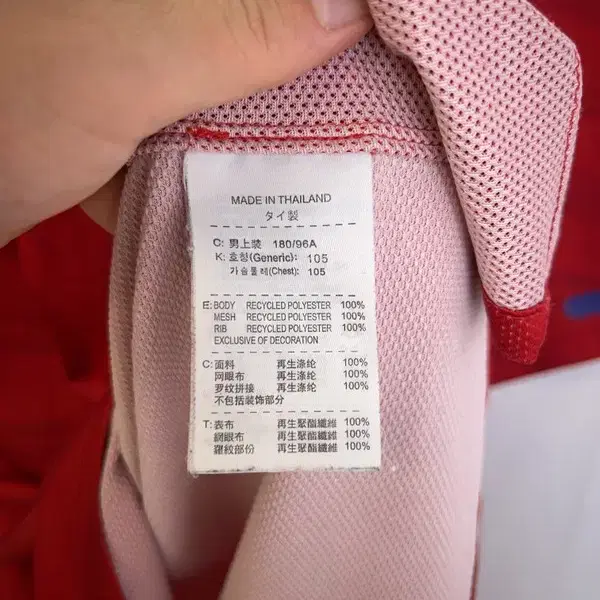 MADE IN THAILAND
タイ製
C: 男上装 180/96A
K: 호칭(Generic): 105
가슴둘레(Chest): 105
E: BODY RECYCLED POLYESTER 100%
MESH RECYCLED POLYESTER 100%
RIB RECYCLED POLYESTER 100%
EXCLUSIVE OF DECORATION
C: 面料 再生涤纶 100%
网眼布 再生涤纶 100%
罗纹拼接 再生涤纶 100%
不包括装饰部分
T: 表布 再生聚酯纖維 100%
網眼布 再生聚酯纖維 100%
羅紋部份 再生聚酯纖維 100%